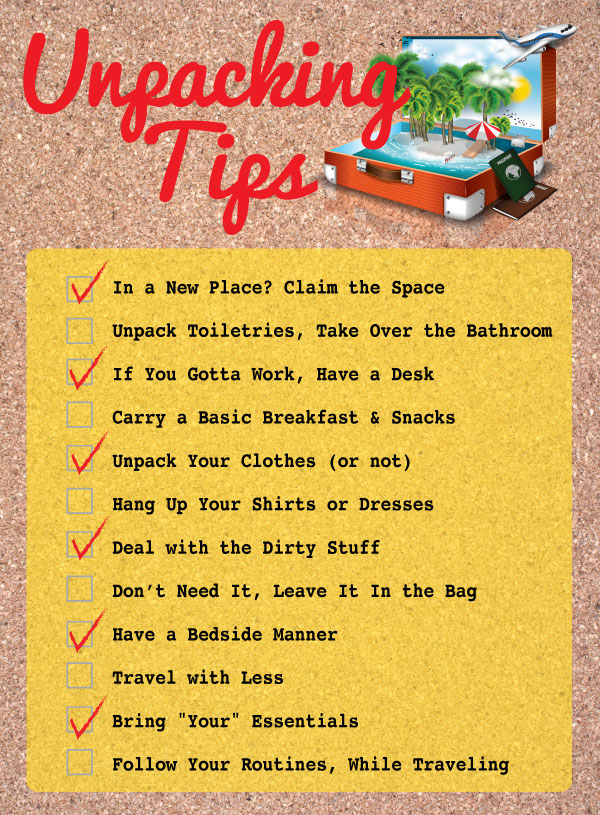 Unpacking
Tips
PASSPORT
In a New Place? Claim the Space
Unpack Toiletries, Take Over the Bathroom
If You Gotta Work, Have a Desk
Carry a Basic Breakfast & Snacks
Unpack Your Clothes (or not)
Hang Up Your Shirts or Dresses
Deal with the Dirty Stuff
Don’t Need It, Leave It In the Bag
Have a Bedside Manner
Travel with Less
Bring "Your" Essentials
Follow Your Routines, While Traveling